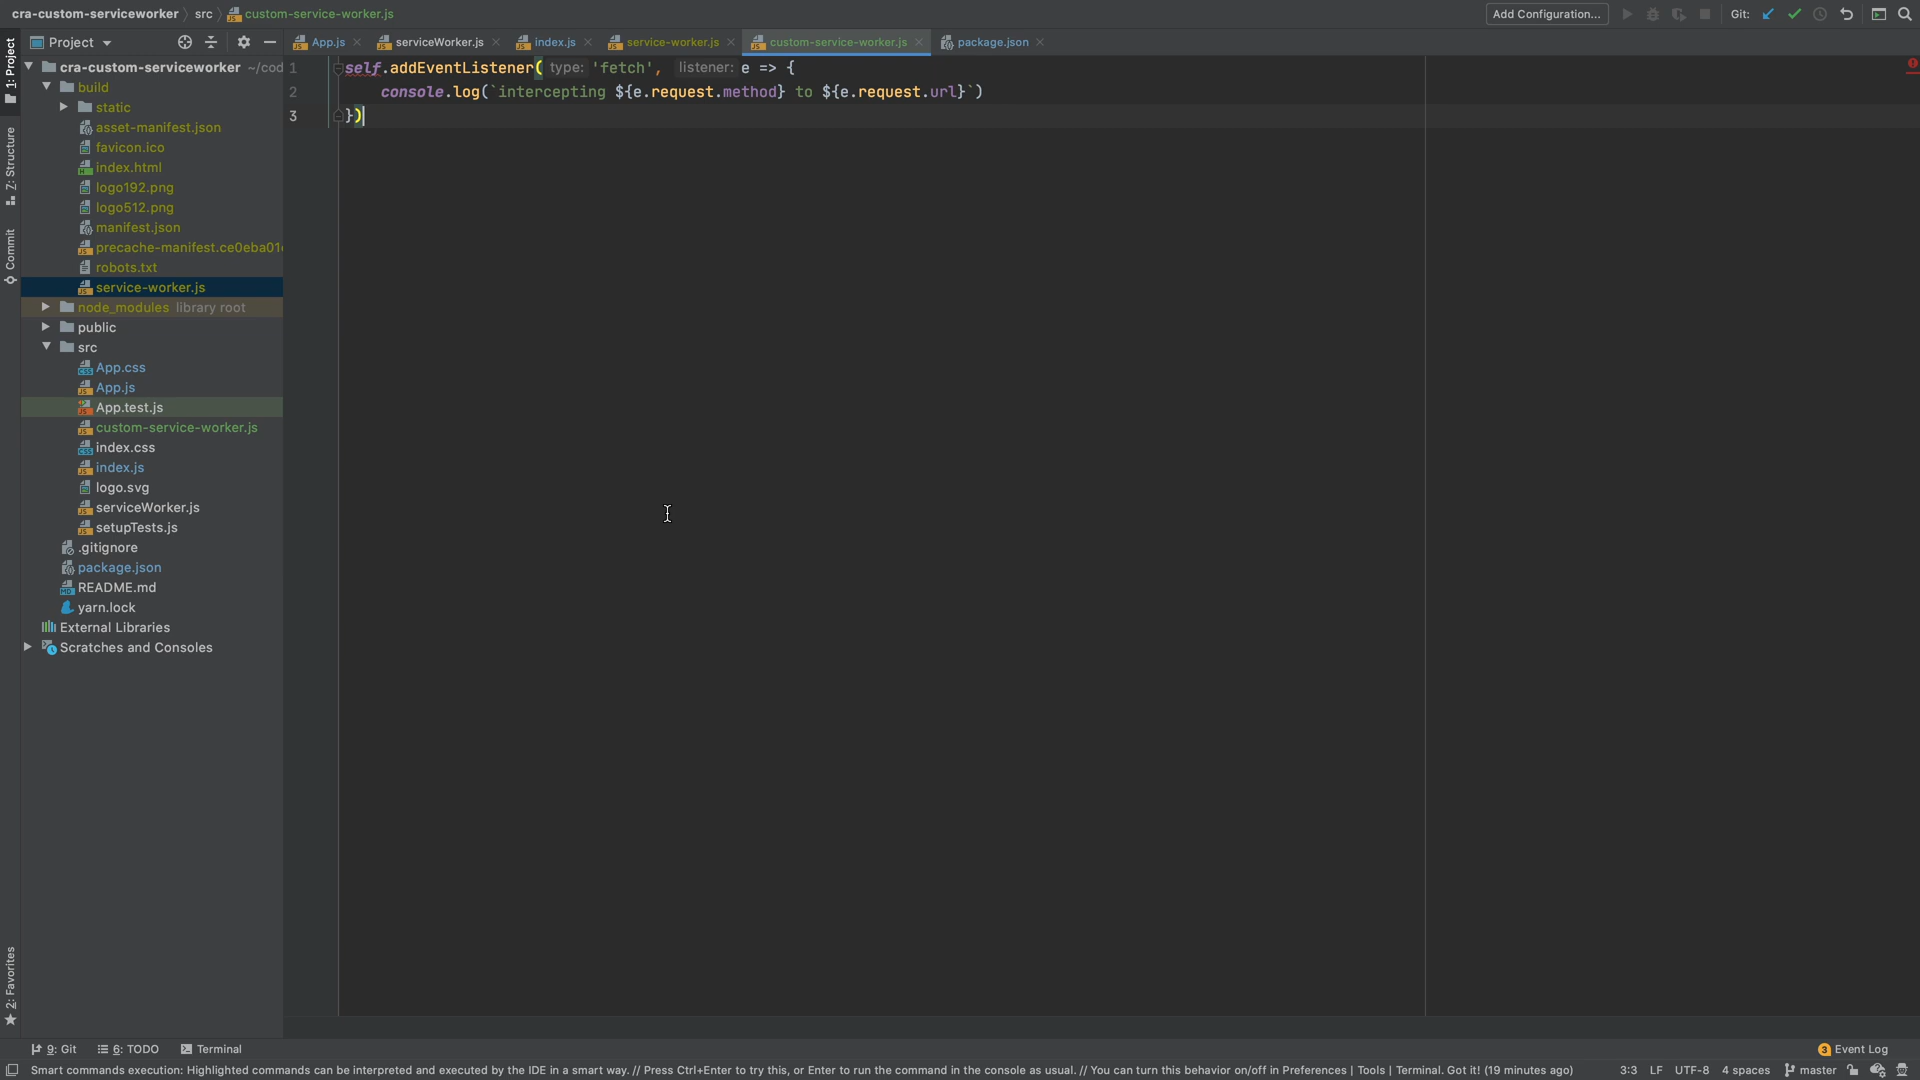 cra-custom-serviceworker src custom-service-worker.js Add Configuration... Git:
1: Project
Z: Structure
Commit
2: Favorites
Project
App.js serviceWorker.js index.js service-worker.js custom-service-worker.js package.json
cra-custom-serviceworker ~/cod
build
static
asset-manifest.json
favicon.ico
index.html
logo192.png
logo512.png
manifest.json
precache-manifest.ce0eba01
robots.txt
service-worker.js
node_modules library root
public
src
App.css
App.js
App.test.js
custom-service-worker.js
index.css
index.js
logo.svg
serviceWorker.js
setupTests.js
.gitignore
package.json
README.md
yarn.lock
External Libraries
Scratches and Consoles
1 self.addEventListener( type: 'fetch', listener: e => {
2 console.log(`intercepting ${e.request.method} to ${e.request.url}`)
3 })
9: Git 6: TODO Terminal 2 Event Log
Smart commands execution: Highlighted commands can be interpreted and executed by the IDE in a smart way. // Press Ctrl+Enter to try this, or Enter to run the command in the console as usual. // You can turn this behavior on/off in Preferences | Tools | Terminal. Got it! (19 minutes ago) 3:3 LF UTF-8 4 spaces master